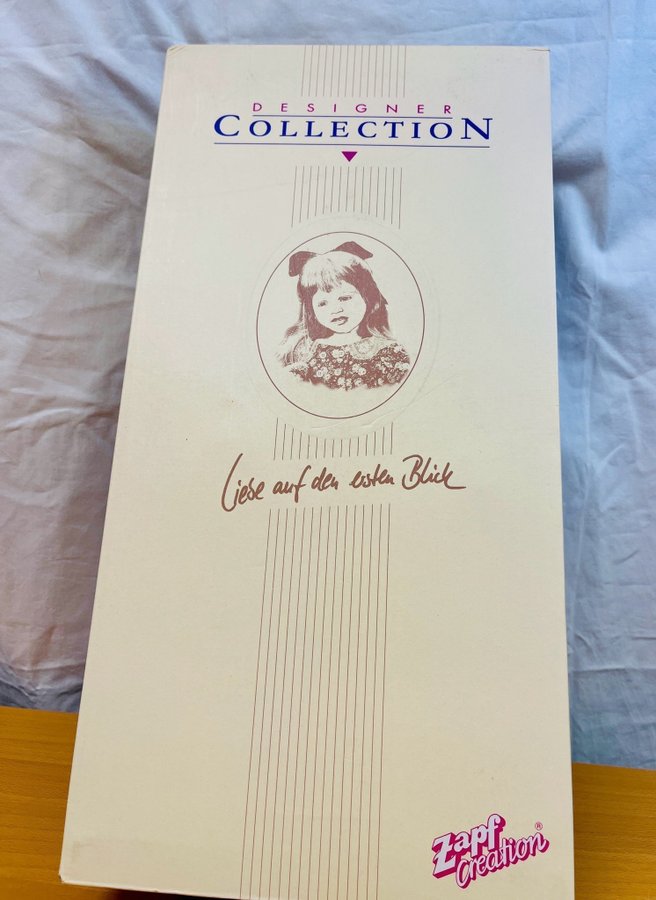 DESIGNER
COLLECTION
Liebe auf den ersten Blick
Zapf
Creation®